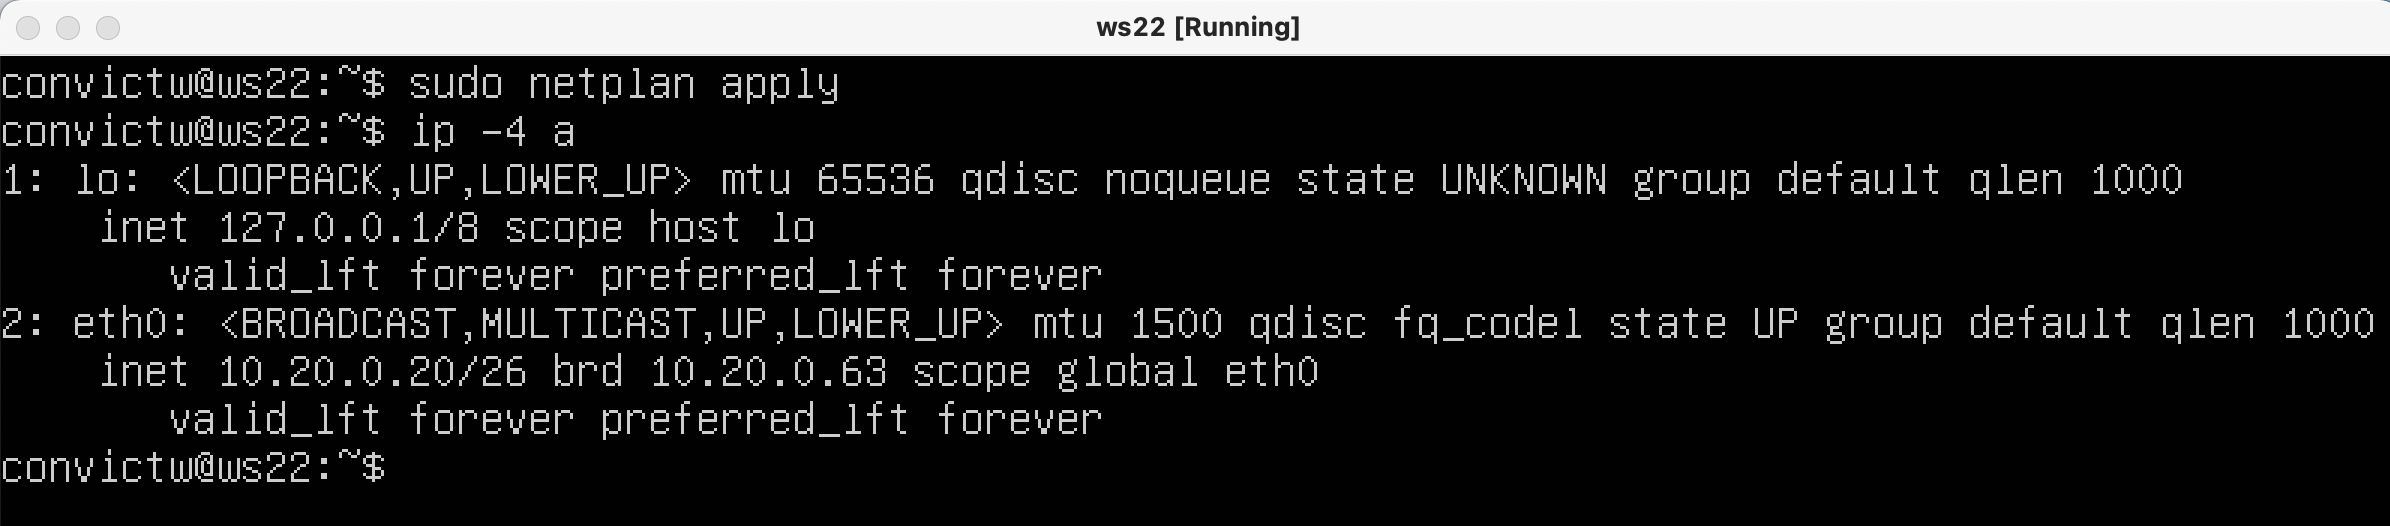 ws22 [Running]
convictw@ws22:~$ sudo netplan apply
convictw@ws22:~$ ip -4 a
1: lo: <LOOPBACK,UP,LOWER_UP> mtu 65536 qdisc noqueue state UNKNOWN group default qlen 1000
    inet 127.0.0.1/8 scope host lo
       valid_lft forever preferred_lft forever
2: eth0: <BROADCAST,MULTICAST,UP,LOWER_UP> mtu 1500 qdisc fq_codel state UP group default qlen 1000
    inet 10.20.0.20/26 brd 10.20.0.63 scope global eth0
       valid_lft forever preferred_lft forever
convictw@ws22:~$